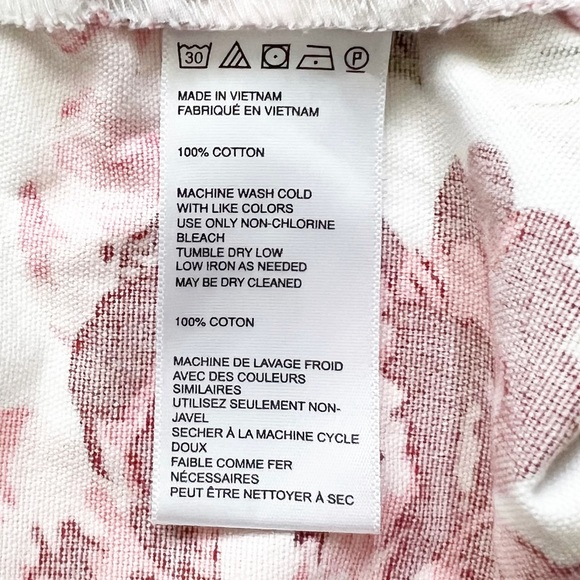 30
P
MADE IN VIETNAM
FABRIQUÉ EN VIETNAM
100% COTTON
MACHINE WASH COLD
WITH LIKE COLORS
USE ONLY NON-CHLORINE
BLEACH
TUMBLE DRY LOW
LOW IRON AS NEEDED
MAY BE DRY CLEANED
100% COTON
MACHINE DE LAVAGE FROID
AVEC DES COULEURS
SIMILAIRES
UTILISEZ SEULEMENT NON-
JAVEL
SECHER À LA MACHINE CYCLE
DOUX
FAIBLE COMME FER
NÉCESSAIRES
PEUT ÊTRE NETTOYER À SEC